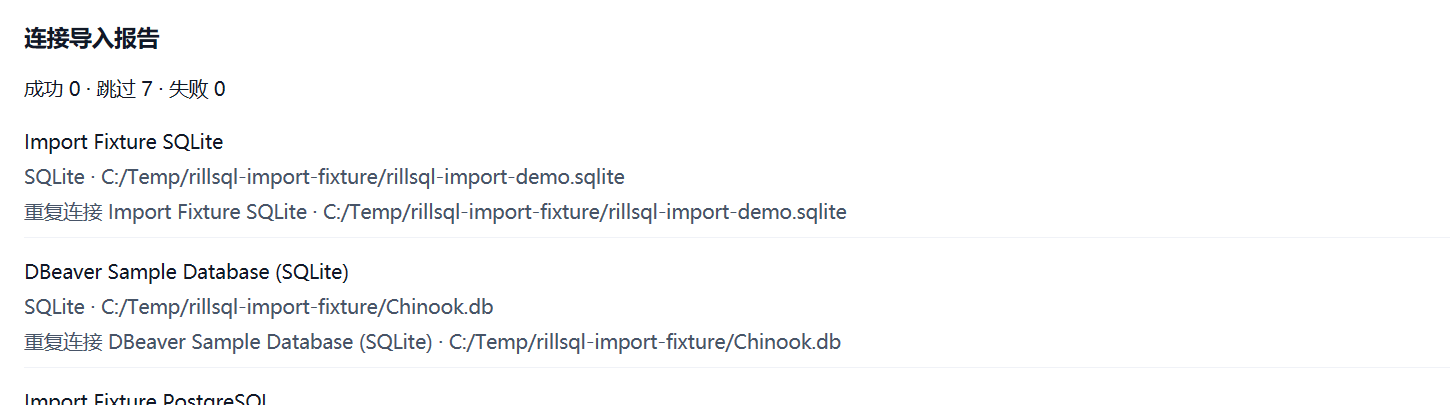 连接导入报告
成功 0 · 跳过 7 · 失败 0
Import Fixture SQLite
SQLite · C:/Temp/rillsql-import-fixture/rillsql-import-demo.sqlite
重复连接 Import Fixture SQLite · C:/Temp/rillsql-import-fixture/rillsql-import-demo.sqlite
DBeaver Sample Database (SQLite)
SQLite · C:/Temp/rillsql-import-fixture/Chinook.db
重复连接 DBeaver Sample Database (SQLite) · C:/Temp/rillsql-import-fixture/Chinook.db
Import Fixture PostgreSQL